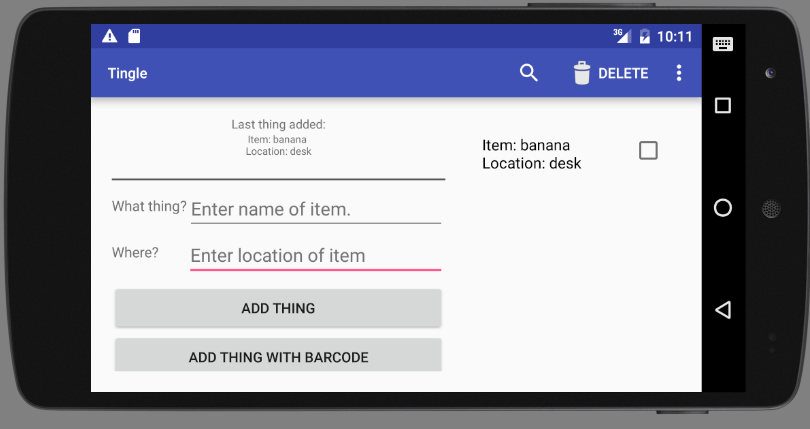 3G 10:11
Tingle DELETE
Last thing added:
Item: banana
Location: desk
Item: banana
Location: desk
What thing? Enter name of item.
Where? Enter location of item
ADD THING
ADD THING WITH BARCODE